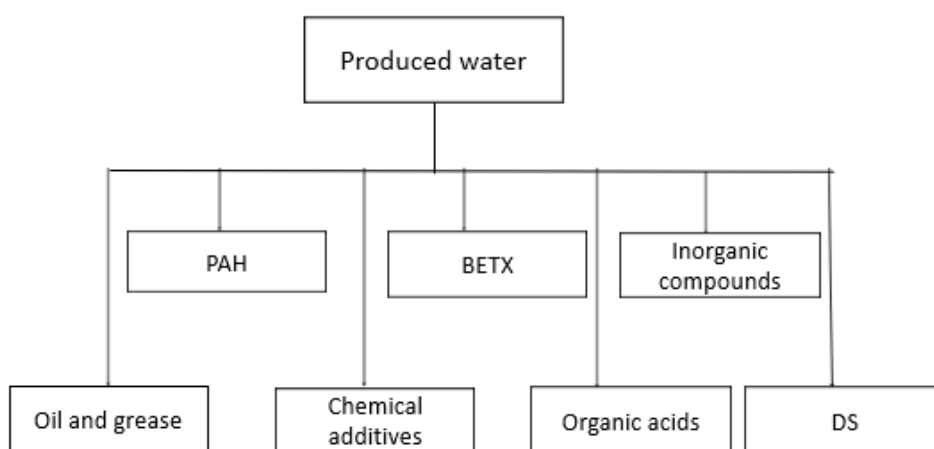 Produced water
PAH
BETX
Inorganic
compounds
Oil and grease
Chemical
additives
Organic acids
DS